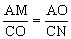 AM/CO = AO/CN